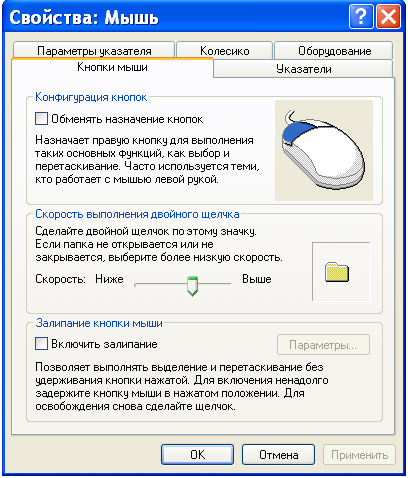 Свойства: Мышь
Параметры указателя
Колесико
Оборудование
Кнопки мыши
Указатели
Конфигурация кнопок
Обменять назначение кнопок
Назначает правую кнопку для выполнения
таких основных функций, как выбор и
перетаскивание. Часто используется теми,
кто работает с мышью левой рукой.
Скорость выполнения двойного щелчка
Сделайте двойной щелчок по этому значку.
Если папка не открывается или не
закрывается, выберите более низкую скорость.
Скорость: Ниже Выше
Залипание кнопки мыши
Включить залипание
Параметры...
Позволяет выполнять выделение и перетаскивание без
удерживания кнопки нажатой. Для включения ненадолго
задержите кнопку мыши в нажатом положении. Для
освобождения снова сделайте щелчок.
OK
Отмена
Применить